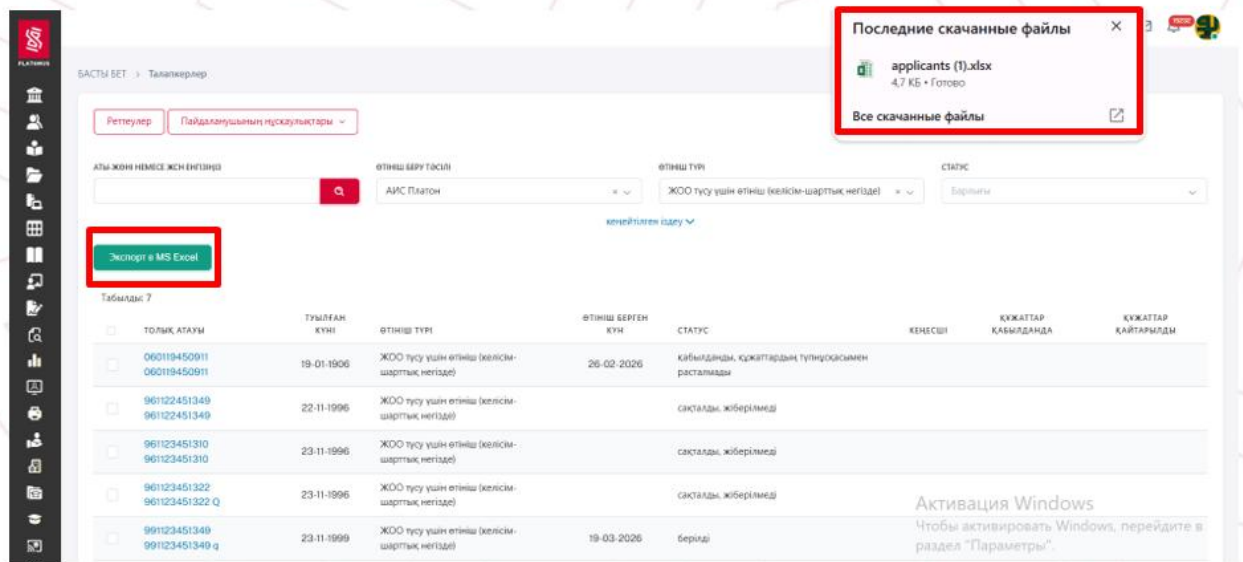 Последние скачанные файлы
applicants (1).xlsx
4,7 КБ • Готово
Все скачанные файлы
PLATONUS
БАСТЫ БЕТ > Талапкерлер
Реттеулер
Пайдаланушының нұсқаулықтары
АТЫ-ЖӨНІ НЕМЕСЕ ЖСН ЕНГІЗІҢІЗ
ӨТІНІШ БЕРУ ТӘСІЛІ
ӨТІНІШ ТҮРІ
СТАТУС
АИС Платон
ЖОО түсу үшін өтініш (келісім-шарттық негізде)
Барлығы
кеңейтілген іздеу
Экспорт в MS Excel
Табылды: 7
ТОЛЫҚ АТАУЫ
ТУЫЛҒАН КҮНІ
ӨТІНІШ ТҮРІ
ӨТІНІШ БЕРГЕН КҮН
СТАТУС
КЕҢЕСШІ
ҚҰЖАТТАР ҚАБЫЛДАНДА
ҚҰЖАТТАР ҚАЙТАРЫЛДЫ
060119450911
060119450911
19-01-1906
ЖОО түсу үшін өтініш (келісім-
шарттық негізде)
26-02-2026
қабылданды, құжаттардың түпнұсқасымен
расталмады
961122451349
961122451349
22-11-1996
ЖОО түсу үшін өтініш (келісім-
шарттық негізде)
сақталды, жіберілмеді
961123451310
961123451310
23-11-1996
ЖОО түсу үшін өтініш (келісім-
шарттық негізде)
сақталды, жіберілмеді
961123451322
961123451322 Q
23-11-1996
ЖОО түсу үшін өтініш (келісім-
шарттық негізде)
сақталды, жіберілмеді
991123451349
991123451349 q
23-11-1999
ЖОО түсу үшін өтініш (келісім-
шарттық негізде)
19-03-2026
берілді
Активация Windows
Чтобы активировать Windows, перейдите в
раздел "Параметры".